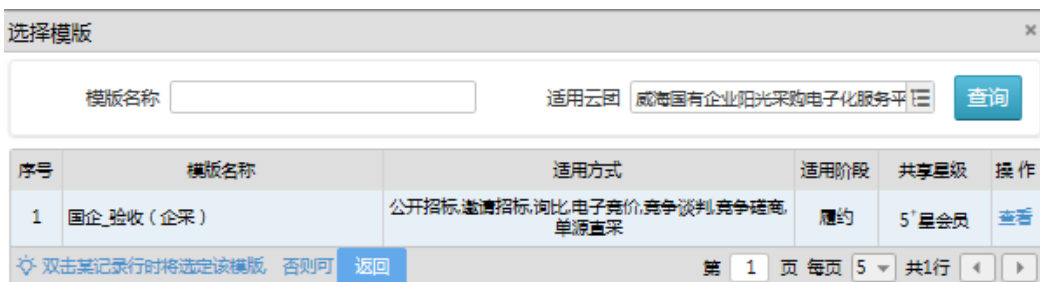 选择模版 ×
模版名称 适用云团 威海国有企业阳光采购电子化服务平 查询
序号 模版名称 适用方式 适用阶段 共享星级 操作
1 国企_验收（企采） 公开招标,邀请招标,询比,电子竞价,竞争谈判,竞争磋商,单源直采 履约 5+星会员 查看
双击某记录行时将选定该模版, 否则可 返回 第 1 页 每页 5 共1行